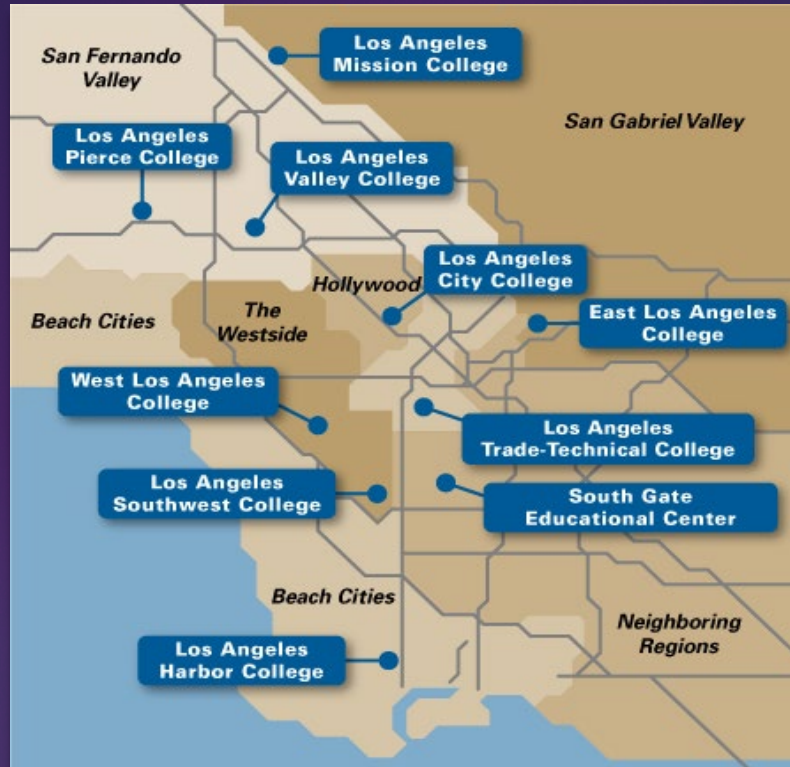 San Fernando
Valley
Los Angeles
Mission College
San Gabriel Valley
Los Angeles
Pierce College
Los Angeles
Valley College
Los Angeles
City College
Hollywood
Beach Cities
The
Westside
East Los Angeles
College
West Los Angeles
College
Los Angeles
Trade-Technical College
Los Angeles
Southwest College
South Gate
Educational Center
Beach Cities
Neighboring
Regions
Los Angeles
Harbor College